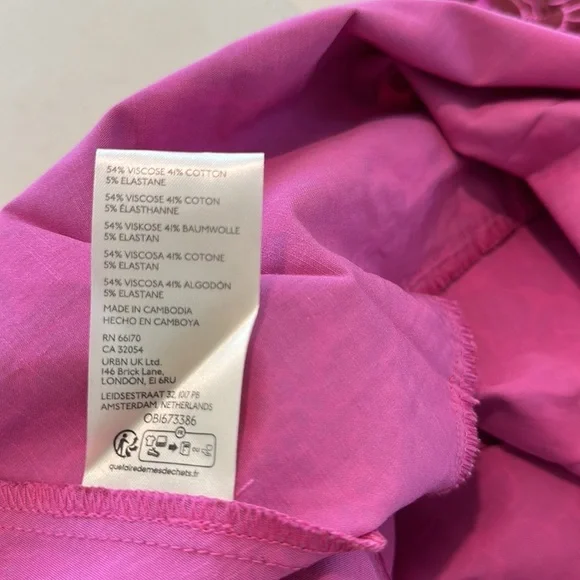 54% VISCOSE 41% COTTON
5% ELASTANE
54% VISCOSE 41% COTON
5% ÉLASTHANNE
54% VISKOSE 41% BAUMWOLLE
5% ELASTAN
54% VISCOSA 41% COTONE
5% ELASTAN
54% VISCOSA 41% ALGODÓN
5% ELASTANE
MADE IN CAMBODIA
HECHO EN CAMBOYA
RN 66170
CA 32054
URBN UK Ltd.
146 Brick Lane,
LONDON, E1 6RU
LEIDSESTRAAT 32, 1017 PB
AMSTERDAM, NETHERLANDS
OB1673386
FR
quefairedemesdechets.fr